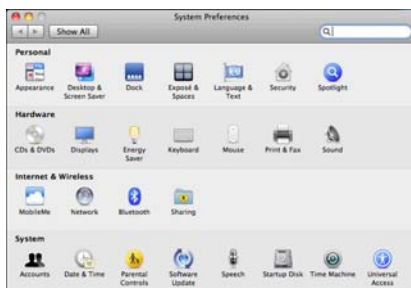 System Preferences
Show All
Personal
Appearance Desktop & Screen Saver Dock Exposé & Spaces Language & Text Security Spotlight
Hardware
CDs & DVDs Displays Energy Saver Keyboard Mouse Print & Fax Sound
Internet & Wireless
MobileMe Network Bluetooth Sharing
System
Accounts Date & Time Parental Controls Software Update Speech Startup Disk Time Machine Universal Access